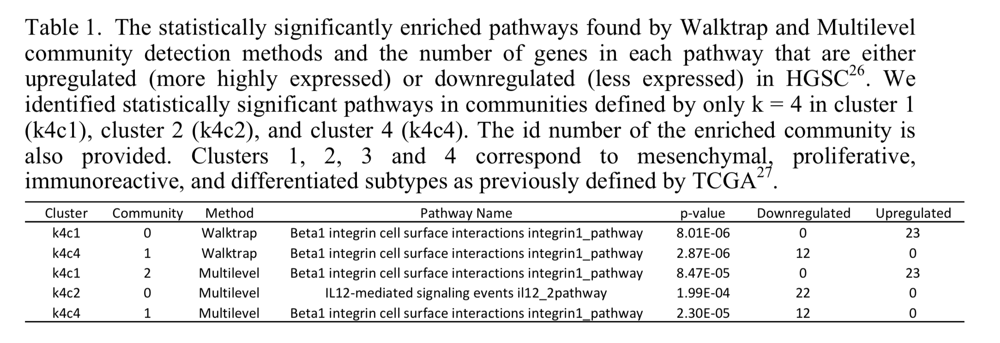 Table 1. The statistically significantly enriched pathways found by Walktrap and Multilevel
community detection methods and the number of genes in each pathway that are either
upregulated (more highly expressed) or downregulated (less expressed) in HGSC26. We
identified statistically significant pathways in communities defined by only k = 4 in cluster 1
(k4c1), cluster 2 (k4c2), and cluster 4 (k4c4). The id number of the enriched community is
also provided. Clusters 1, 2, 3 and 4 correspond to mesenchymal, proliferative,
immunoreactive, and differentiated subtypes as previously defined by TCGA27.
Cluster Community Method Pathway Name p-value Downregulated Upregulated
k4c1 0 Walktrap Beta1 integrin cell surface interactions integrin1_pathway 8.01E-06 0 23
k4c4 1 Walktrap Beta1 integrin cell surface interactions integrin1_pathway 2.87E-06 12 0
k4c1 2 Multilevel Beta1 integrin cell surface interactions integrin1_pathway 8.47E-05 0 23
k4c2 0 Multilevel IL12-mediated signaling events il12_2pathway 1.99E-04 22 0
k4c4 1 Multilevel Beta1 integrin cell surface interactions integrin1_pathway 2.30E-05 12 0